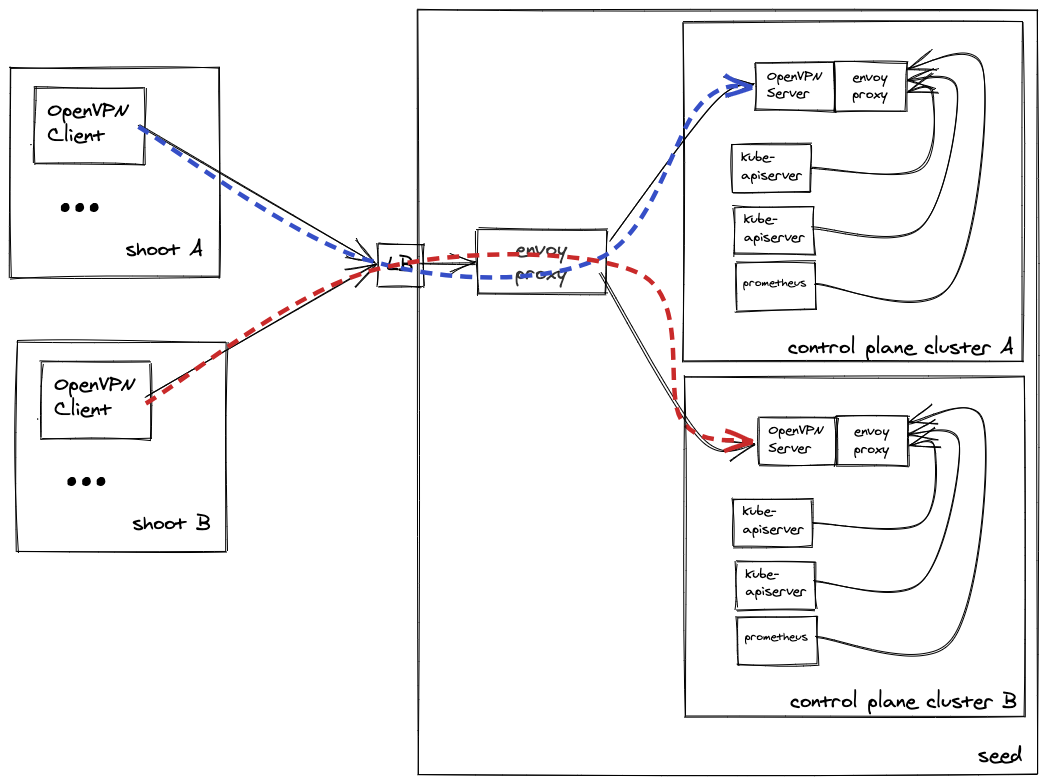 OpenVPN
Client
shoot A
OpenVPN
Client
shoot B
LB
envoy
proxy
OpenVPN
Server
envoy
proxy
kube-
apiserver
kube-
apiserver
prometheus
control plane cluster A
OpenVPN
Server
envoy
proxy
kube-
apiserver
kube-
apiserver
prometheus
control plane cluster B
seed